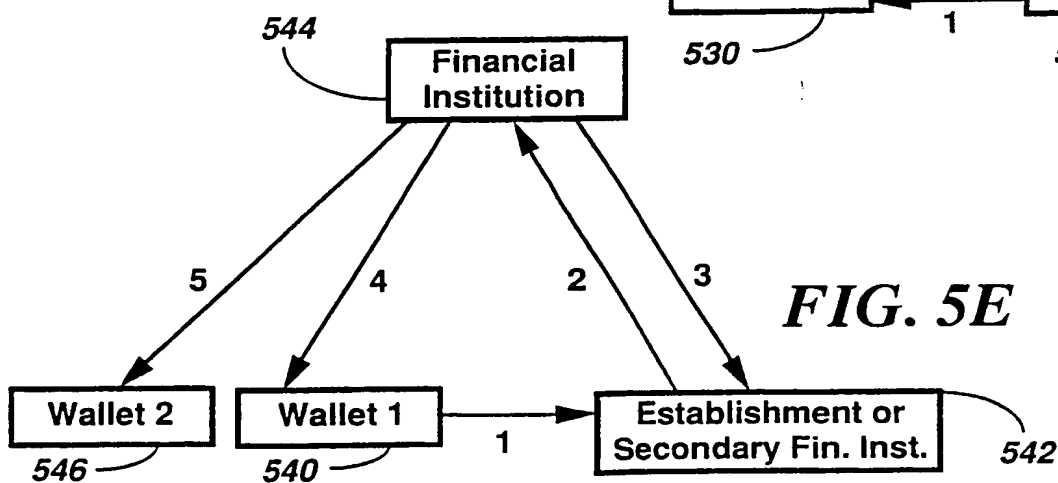 544
530
1
Financial
Institution
5
4
2
3
FIG. 5E
Wallet 2
Wallet 1
1
Establishment or
Secondary Fin. Inst.
546
540
542